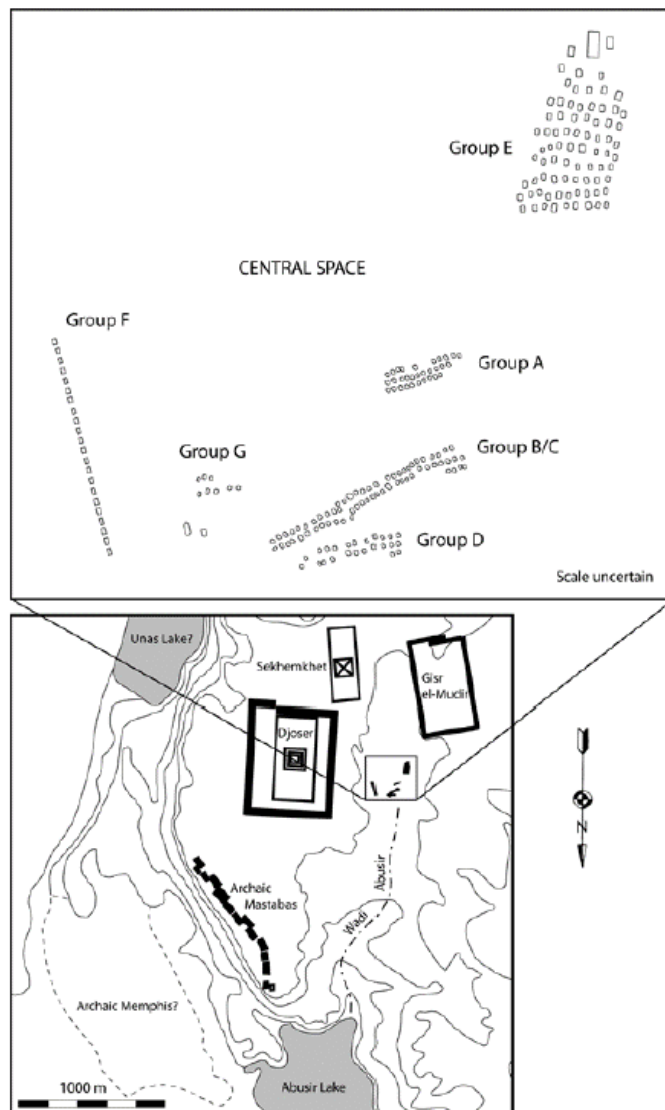 Group E
CENTRAL SPACE
Group F
Group A
Group G
Group B/C
Group D
Scale uncertain
Unas Lake?
Sekhemkhet
Gisr
el-Mudir
Djoser
Archaic
Mastabas
Abusir
Wadi
Archaic Memphis?
1000 m
Abusir Lake
N